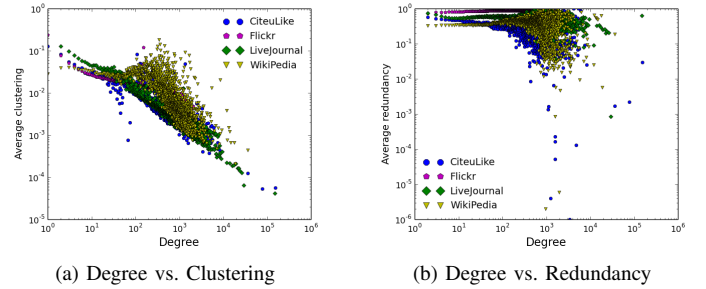 10^0
10^-1
10^-2
10^-3
10^-4
10^-5
Average clustering
CiteuLike
Flickr
LiveJournal
WikiPedia
10^0 10^1 10^2 10^3 10^4 10^5 10^6
Degree
(a) Degree vs. Clustering
10^0
10^-1
10^-2
10^-3
10^-4
10^-5
10^-6
Average redundancy
CiteuLike
Flickr
LiveJournal
WikiPedia
10^0 10^1 10^2 10^3 10^4 10^5 10^6
Degree
(b) Degree vs. Redundancy